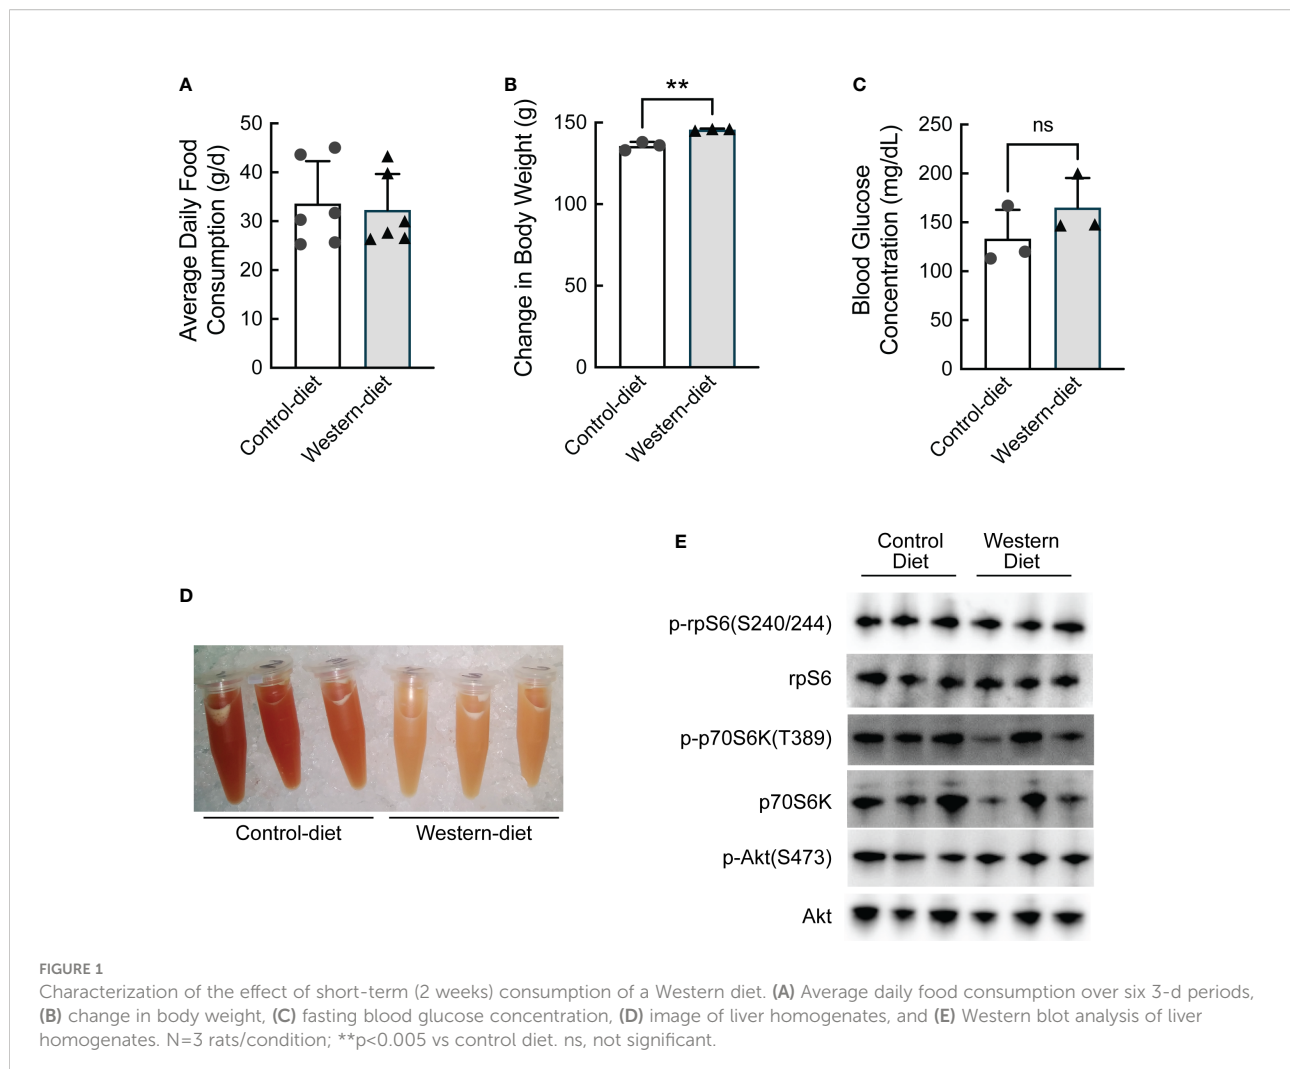 A
Average Daily Food
Consumption (g/d)
50
40
30
20
10
0
Control-diet
Western-diet
B
Change in Body Weight (g)
150
100
50
0
**
Control-diet
Western-diet
C
Blood Glucose
Concentration (mg/dL)
250
200
150
100
50
0
ns
Control-diet
Western-diet
D
Control-diet
Western-diet
E
Control
Diet
Western
Diet
p-rpS6(S240/244)
rpS6
p-p70S6K(T389)
p70S6K
p-Akt(S473)
Akt
FIGURE 1
Characterization of the effect of short-term (2 weeks) consumption of a Western diet. (A) Average daily food consumption over six 3-d periods,
(B) change in body weight, (C) fasting blood glucose concentration, (D) image of liver homogenates, and (E) Western blot analysis of liver
homogenates. N=3 rats/condition; **p<0.005 vs control diet. ns, not significant.